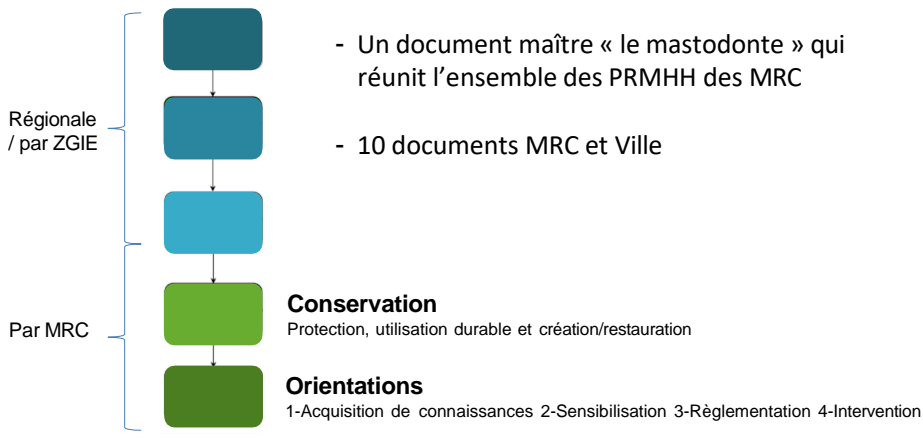 - Un document maître « le mastodonte » qui
réunit l’ensemble des PRMHH des MRC
- 10 documents MRC et Ville
Régionale
/ par ZGIE
Par MRC
Conservation
Protection, utilisation durable et création/restauration
Orientations
1-Acquisition de connaissances 2-Sensibilisation 3-Règlementation 4-Intervention